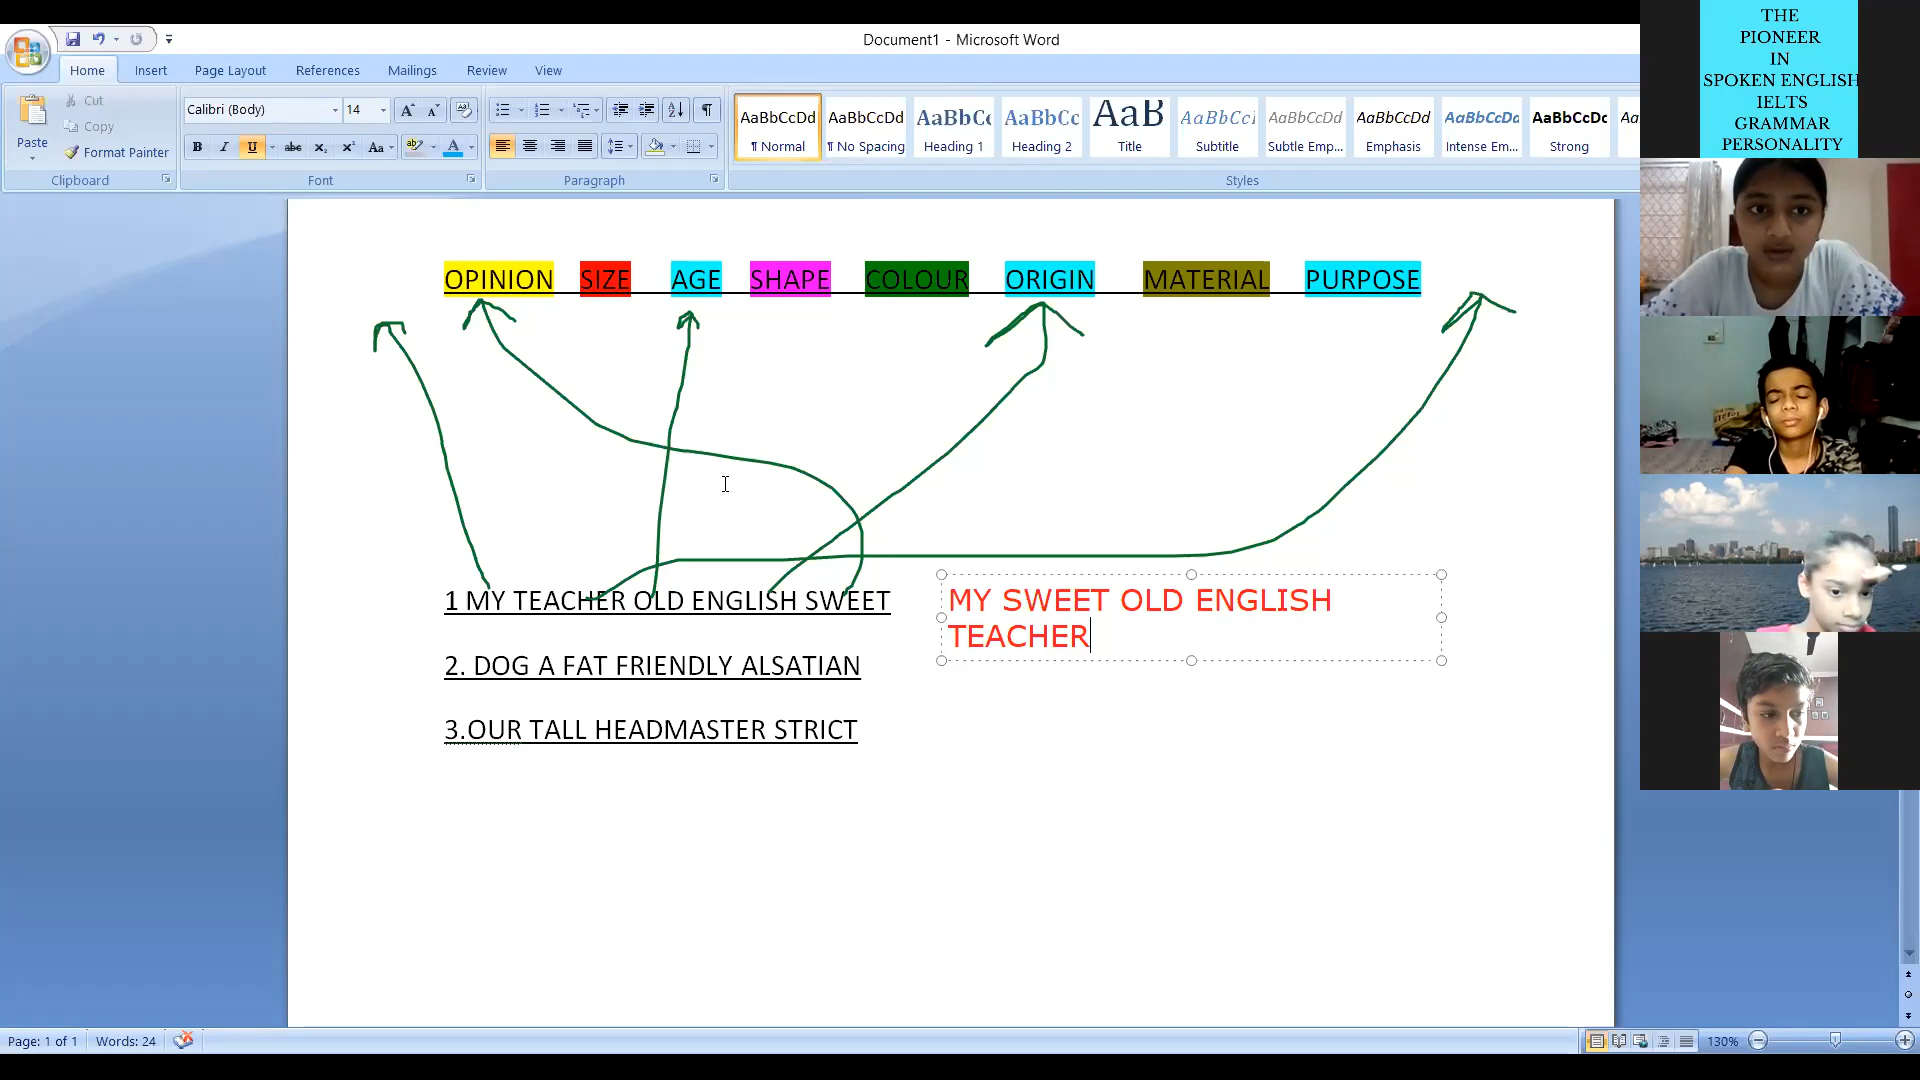 Document1 - Microsoft Word
Home Insert Page Layout References Mailings Review View
Paste
Cut
Copy
Format Painter
Clipboard
Calibri (Body) 14
Font
Paragraph
AaBbCcDd AaBbCcDd AaBbCc AaBbCc AaB AaBbCcI AaBbCcDd AaBbCcDd AaBbCcDd AaBbCcDc Aa
¶ Normal ¶ No Spacing Heading 1 Heading 2 Title Subtitle Subtle Emp... Emphasis Intense Em... Strong ¶
Styles
THE
PIONEER
IN
SPOKEN ENGLISH
IELTS
GRAMMAR
PERSONALITY
OPINION SIZE AGE SHAPE COLOUR ORIGIN MATERIAL PURPOSE
1 MY TEACHER OLD ENGLISH SWEET
MY SWEET OLD ENGLISH
TEACHER
2. DOG A FAT FRIENDLY ALSATIAN
3.OUR TALL HEADMASTER STRICT
Page: 1 of 1 Words: 24 130%